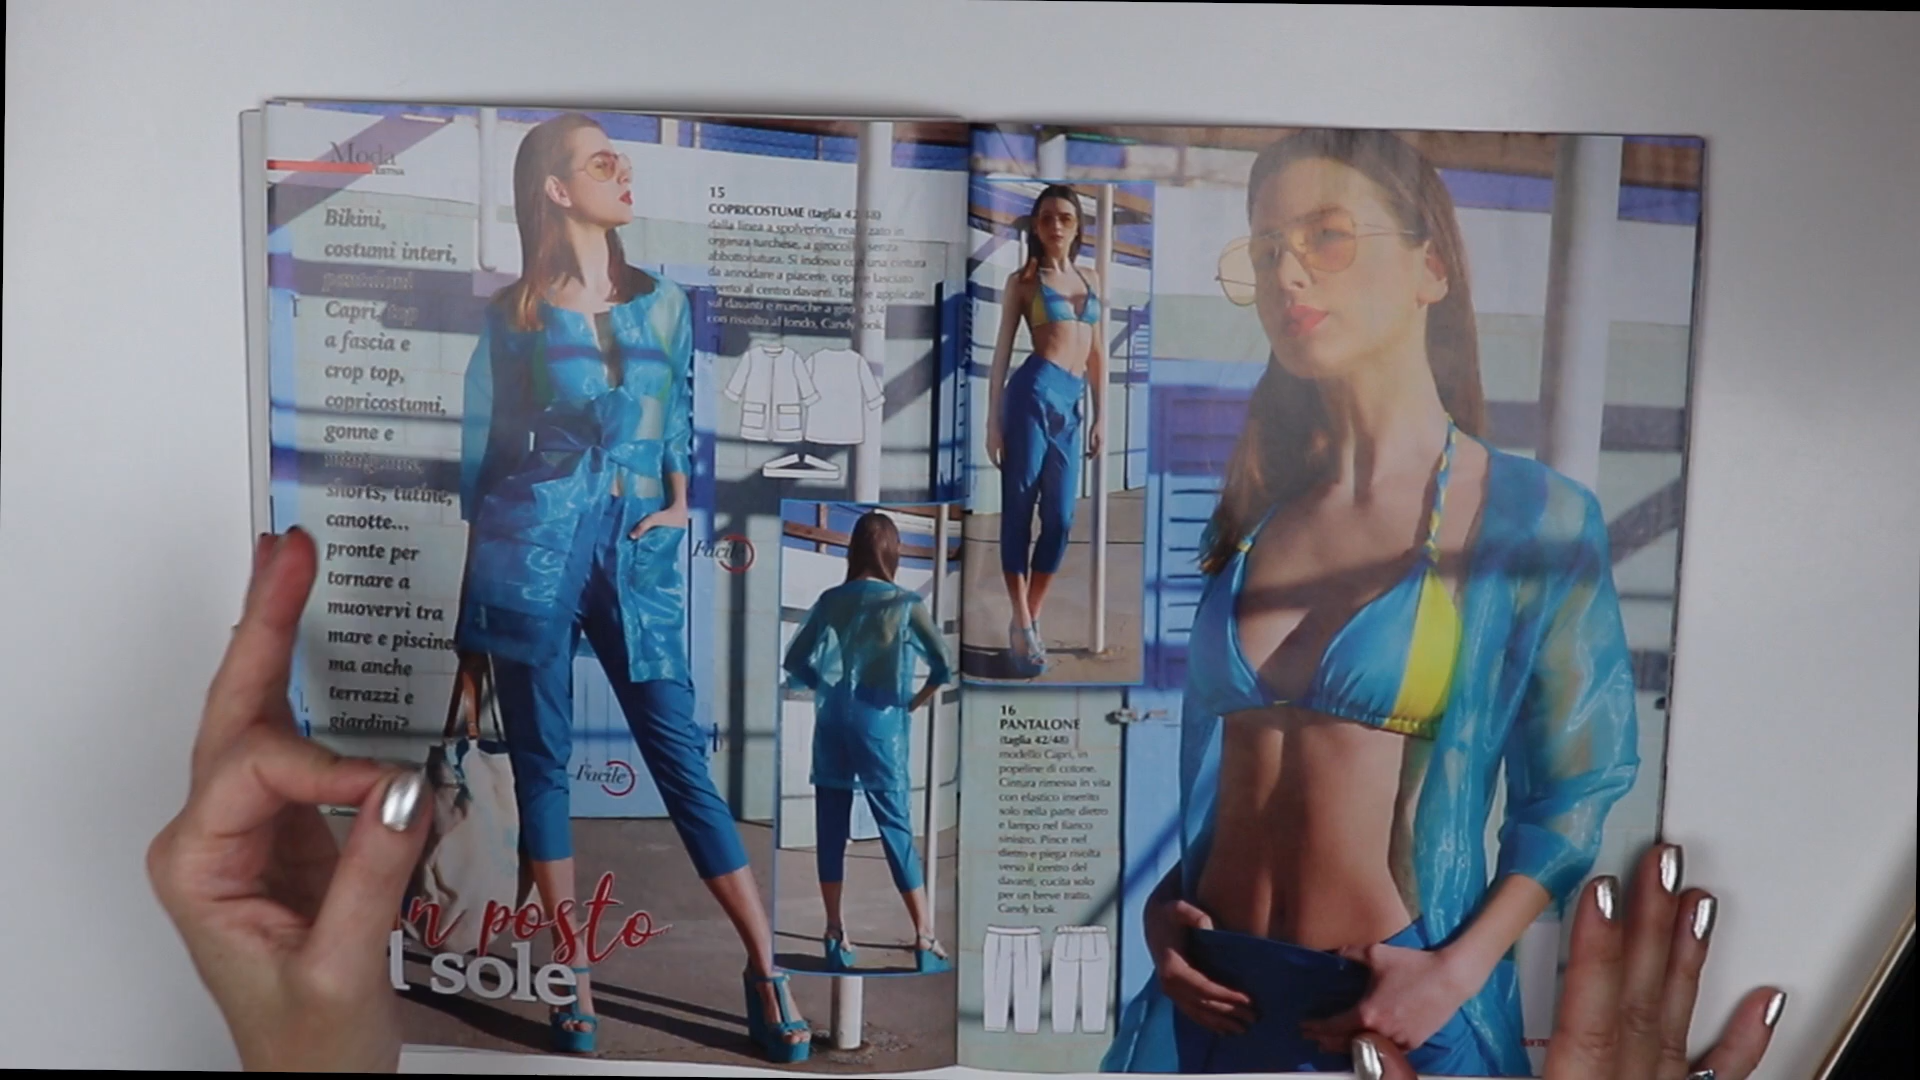 Moda
ESTIVA
Bikini,
costumi interi,
pantaloni
Capri, top
a fascia e
crop top,
copricostumi,
gonne e
minigonne,
shorts, tutine,
canotte...
pronte per
tornare a
muovervi tra
mare e piscine
ma anche
terrazzi e
giardini?
n posto
l sole
15
COPRICOSTUME (taglia 42/48)
dalla linea a spolverino, realizzato in
organza turchese, a girocollo senza
abbottonatura. Si indossa con una cintura
da annodare a piacere, oppure lasciato
aperto al centro davanti. Tasche applicate
sul davanti e maniche a giro 3/4
con risvolto al fondo. Candy look.
Facile
Facile
16
PANTALONE
(taglia 42/48)
modello Capri, in
popeline di cotone.
Cintura rimessa in vita
con elastico inserito
solo nella parte dietro
e lampo nel fianco
sinistro. Pince nel
dietro e piega rivolta
verso il centro del
davanti, cucita solo
per un breve tratto.
Candy look.